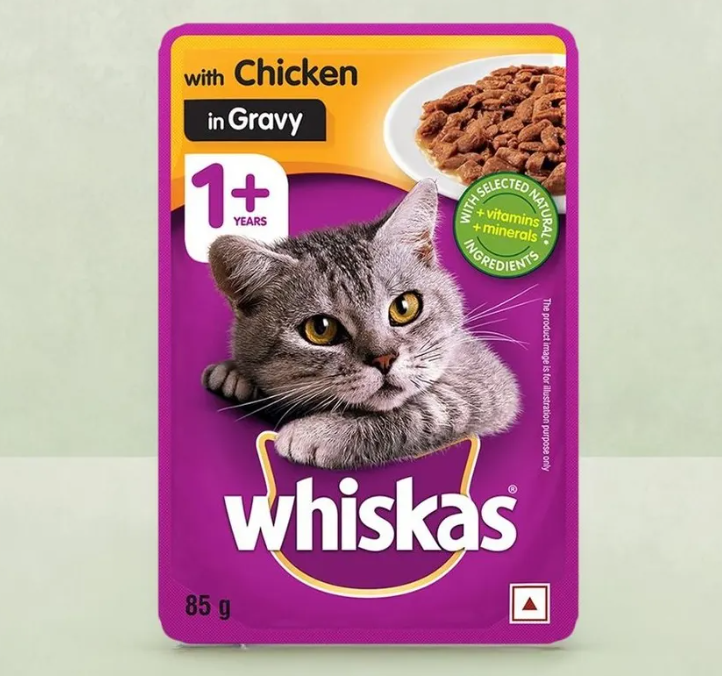 with Chicken
in Gravy
1+
YEARS
WITH SELECTED NATURAL*
+vitamins
+minerals
INGREDIENTS
The product image is for illustration purpose only
whiskas®
85 g